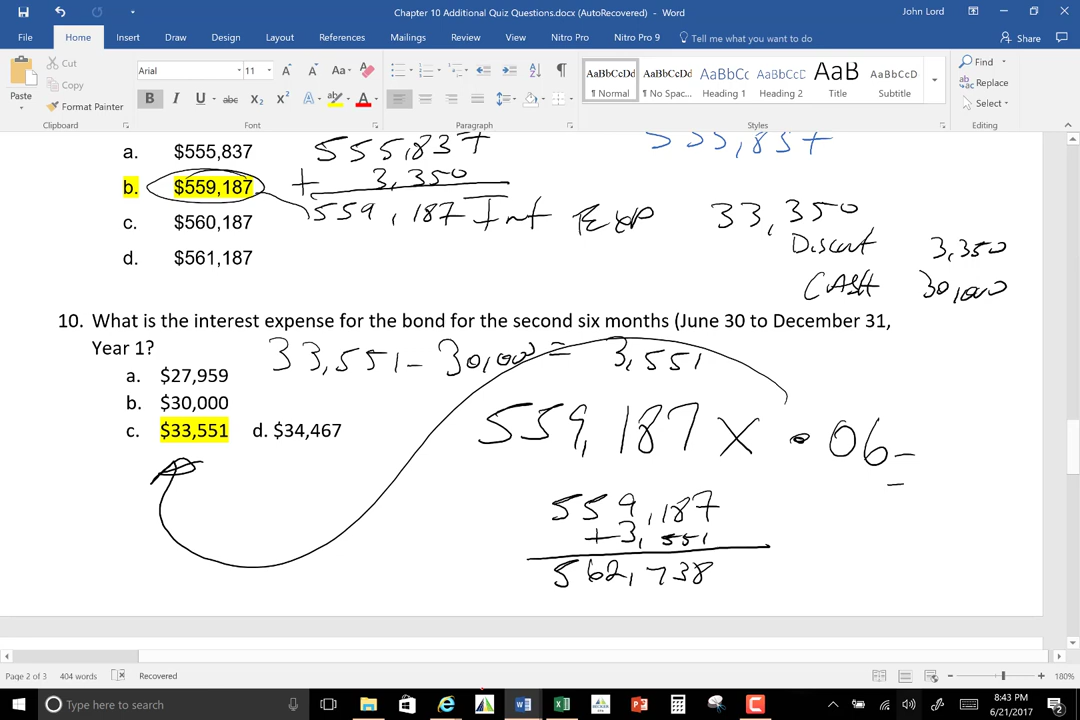 Chapter 10 Additional Quiz Questions.docx (AutoRecovered) - Word
John Lord
File Home Insert Draw Design Layout References Mailings Review View Nitro Pro Nitro Pro 9 Tell me what you want to do Share
Cut
Copy
Format Painter
Paste
Clipboard
Arial 11
Font
Paragraph
AaBbCcDd AaBbCcDd AaBbCc AaBbCcD AaB AaBbCcD
¶ Normal ¶ No Spac... Heading 1 Heading 2 Title Subtitle
Styles
Find
Replace
Select
Editing
a. $555,837
555,837
555,837
b. $559,187
+ 3,350
559,187 Int Exp 33,350
c. $560,187
Discount 3,350
d. $561,187
CASH 30,000
10. What is the interest expense for the bond for the second six months (June 30 to December 31,
Year 1?
33,551 - 30,000 = 3,551
a. $27,959
b. $30,000
c. $33,551 d. $34,467
559,187 X .06 =
559,187
+3,551
562,738
Page 2 of 3 404 words Recovered
180%
Type here to search
8:43 PM
6/21/2017
2